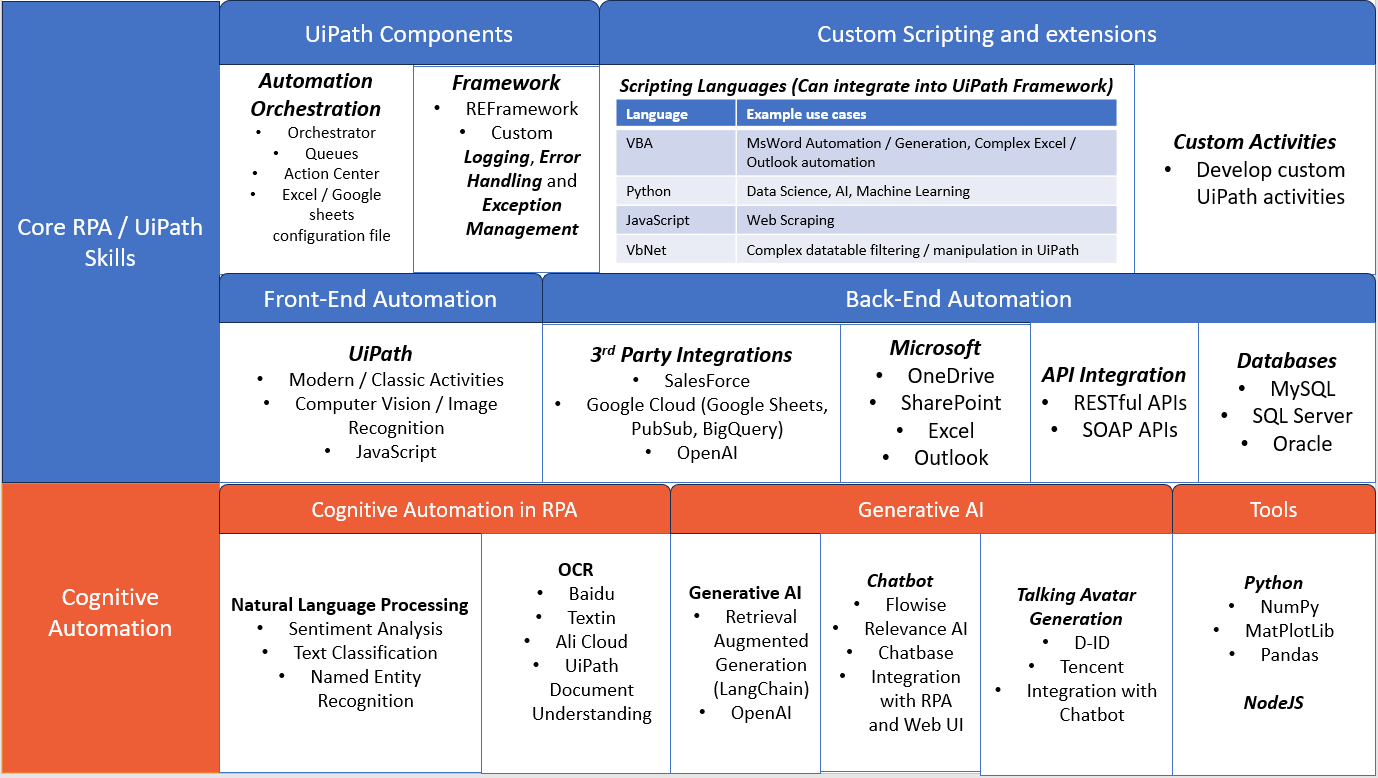 UiPath Components
Custom Scripting and extensions
Core RPA / UiPath
Skills
Automation
Orchestration
• Orchestrator
• Queues
• Action Center
• Excel / Google
sheets
configuration file
Framework
• REFramework
• Custom
Logging, Error
Handling and
Exception
Management
Scripting Languages (Can integrate into UiPath Framework)
Language Example use cases
VBA MsWord Automation / Generation, Complex Excel /
Outlook automation
Python Data Science, AI, Machine Learning
JavaScript Web Scraping
VbNet Complex datatable filtering / manipulation in UiPath
Custom Activities
• Develop custom
UiPath activities
Front-End Automation
Back-End Automation
UiPath
• Modern / Classic Activities
• Computer Vision / Image
Recognition
• JavaScript
3rd Party Integrations
• SalesForce
• Google Cloud (Google Sheets,
PubSub, BigQuery)
• OpenAI
Microsoft
• OneDrive
• SharePoint
• Excel
• Outlook
API Integration
• RESTful APIs
• SOAP APIs
Databases
• MySQL
• SQL Server
• Oracle
Cognitive
Automation
Cognitive Automation in RPA
Generative AI
Tools
Natural Language Processing
• Sentiment Analysis
• Text Classification
• Named Entity
Recognition
OCR
• Baidu
• Textin
• Ali Cloud
• UiPath
Document
Understanding
Generative AI
• Retrieval
Augmented
Generation
(LangChain)
• OpenAI
Chatbot
• Flowise
• Relevance AI
• Chatbase
• Integration
with RPA
and Web UI
Talking Avatar
Generation
• D-ID
• Tencent
• Integration with
Chatbot
Python
• NumPy
• MatPlotLib
• Pandas
NodeJS